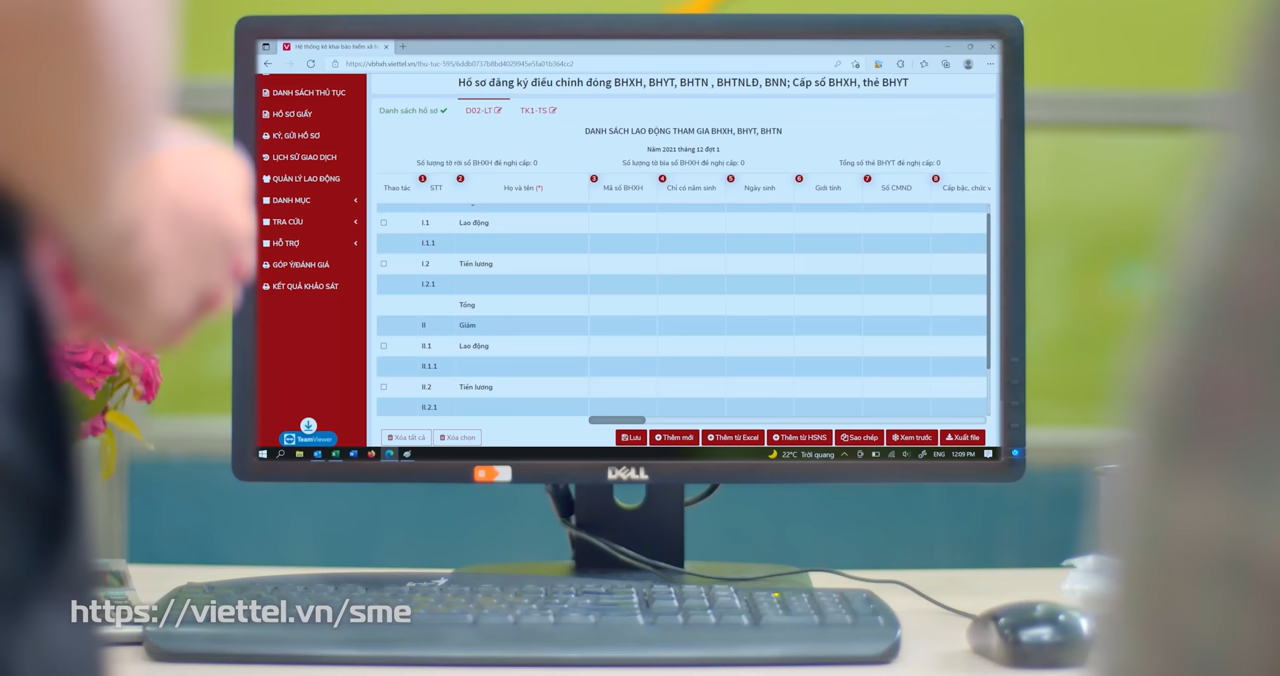 Hệ thống kê khai bảo hiểm xã h
https://vbhxh.viettel.vn/thu-tuc-595/6ddb0737b8bd4029945e5fa01b364cc2
Hồ sơ đăng ký điều chỉnh đóng BHXH, BHYT, BHTN , BHTNLĐ, BNN; Cấp sổ BHXH, thẻ BHYT
DANH SÁCH THỦ TỤC
HỒ SƠ GIẤY
KÝ, GỬI HỒ SƠ
LỊCH SỬ GIAO DỊCH
QUẢN LÝ LAO ĐỘNG
DANH MỤC
TRA CỨU
HỖ TRỢ
GÓP Ý/ĐÁNH GIÁ
KẾT QUẢ KHẢO SÁT
TeamViewer
Danh sách hồ sơ D02-LT TK1-TS
DANH SÁCH LAO ĐỘNG THAM GIA BHXH, BHYT, BHTN
Năm 2021 tháng 12 đợt 1
Số lượng tờ rời sổ BHXH đề nghị cấp: 0 Số lượng tờ bìa sổ BHXH đề nghị cấp: 0 Tổng số thẻ BHYT đề nghị cấp: 0
1 2 3 4 5 6 7 8
Thao tác STT Họ và tên (*) Mã số BHXH Chỉ có năm sinh Ngày sinh Giới tính Số CMND Cấp bậc, chức v
I.1 Lao động
I.1.1
I.2 Tiền lương
I.2.1
Tổng
II Giảm
II.1 Lao động
II.1.1
II.2 Tiền lương
II.2.1
Xóa tất cả Xóa chọn Lưu Thêm mới Thêm từ Excel Thêm từ HSNS Sao chép Xem trước Xuất file
22°C Trời quang ENG 12:09 PM
DELL
https://viettel.vn/sme